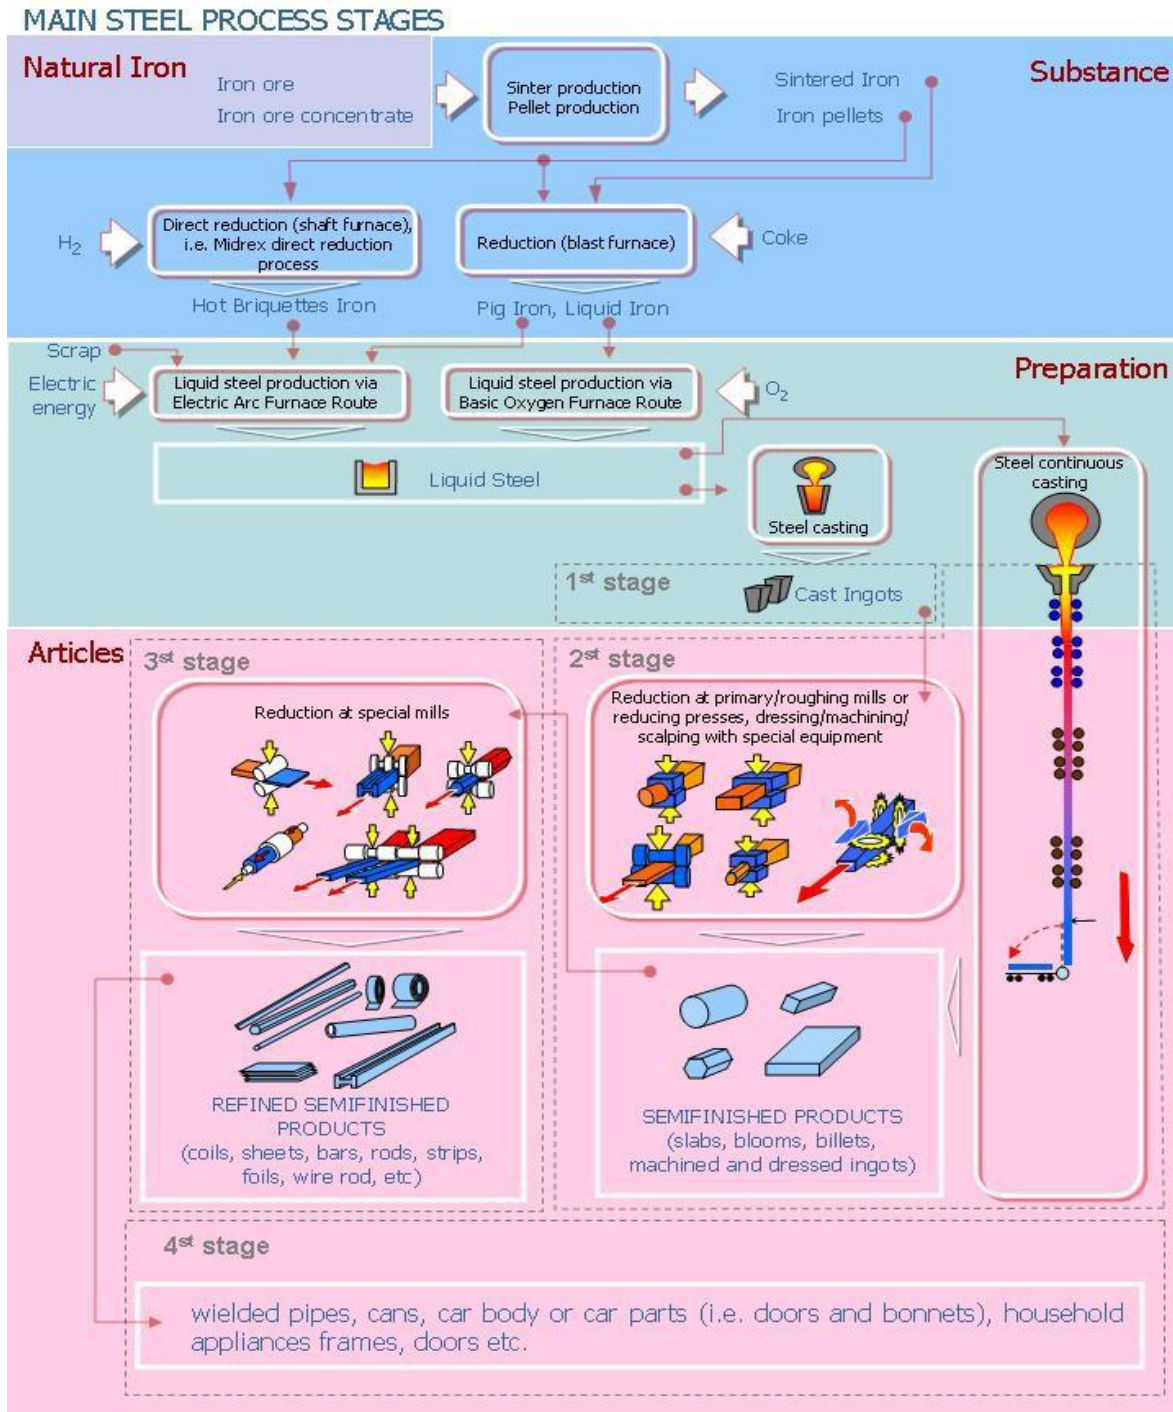 MAIN STEEL PROCESS STAGES
Natural Iron
Iron ore
Iron ore concentrate
Sinter production
Pellet production
Sintered Iron
Iron pellets
Substance
H2
Direct reduction (shaft furnace),
i.e. Midrex direct reduction
process
Reduction (blast furnace)
Coke
Hot Briquettes Iron
Pig Iron, Liquid Iron
Scrap
Electric
energy
Liquid steel production via
Electric Arc Furnace Route
Liquid steel production via
Basic Oxygen Furnace Route
O2
Preparation
Liquid Steel
Steel casting
Steel continuous
casting
1st stage
Cast Ingots
Articles
3st stage
Reduction at special mills
2st stage
Reduction at primary/roughing mills or
reducing presses, dressing/machining/
scalping with special equipment
REFINED SEMIFINISHED
PRODUCTS
(coils, sheets, bars, rods, strips,
foils, wire rod, etc)
SEMIFINISHED PRODUCTS
(slabs, blooms, billets,
machined and dressed ingots)
4st stage
wielded pipes, cans, car body or car parts (i.e. doors and bonnets), household
appliances frames, doors etc.